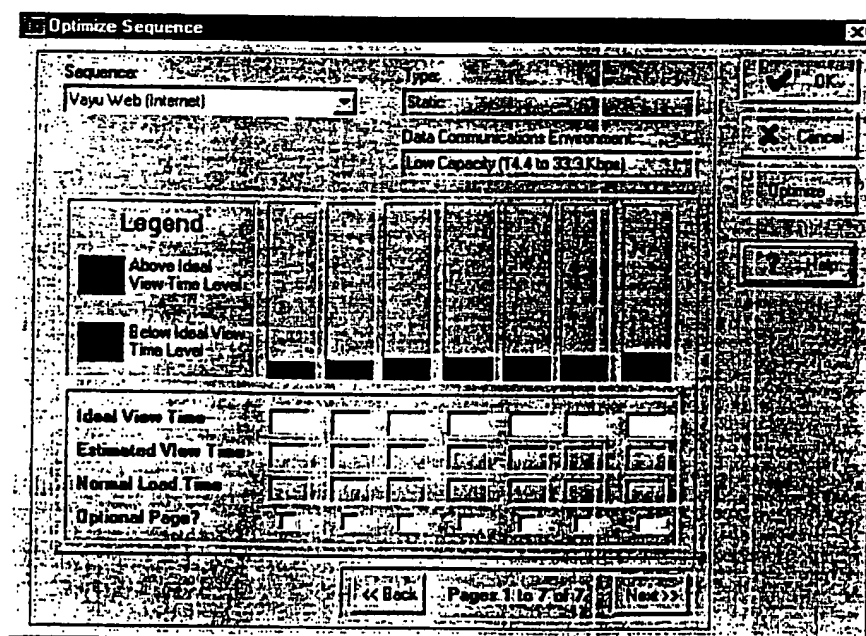 Optimize Sequence
Sequence:
Type:
Vayu Web (Internet)
Static
Data Communications Environment
Low Capacity (14.4 to 33.3 Kbps)
OK
Cancel
Optimize
Help
Legend
Above Ideal
View-Time Level
Below Ideal View-
Time Level
Ideal View Time
Estimated View Time
Normal Load Time
Optional Page?
<< Back
Pages 1 to 7 of 7
Next >>